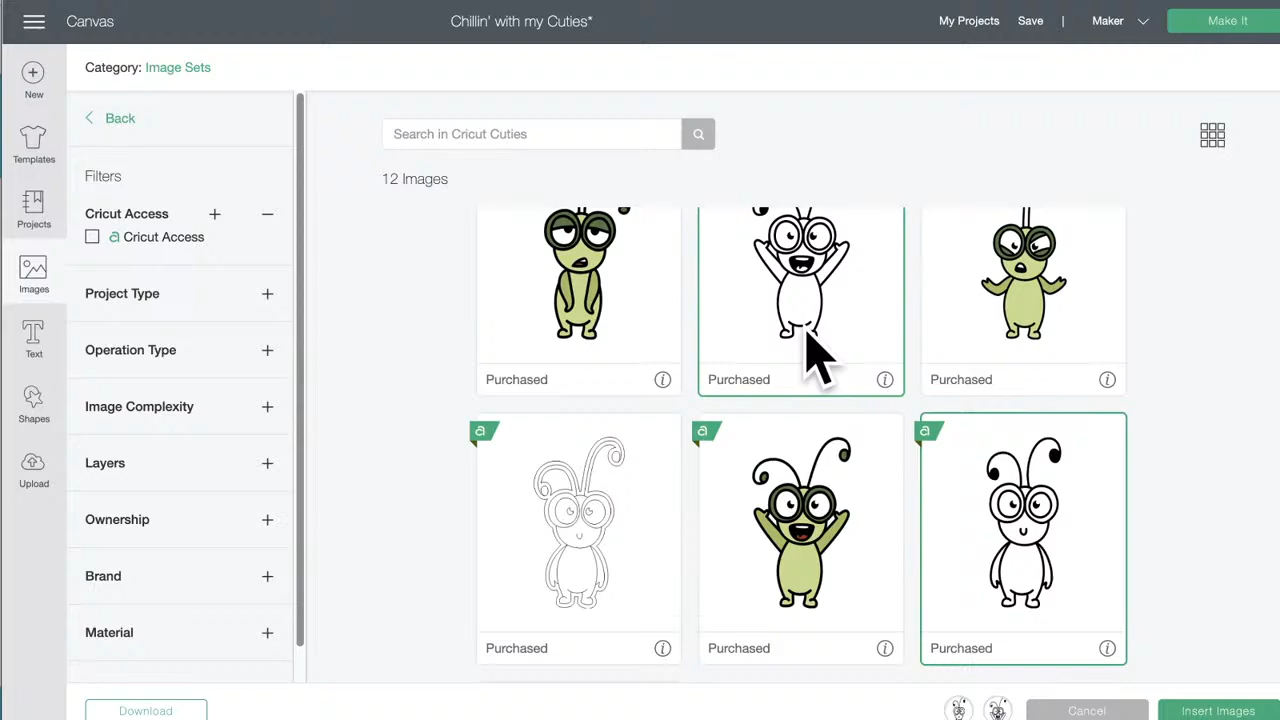 Canvas
Chillin' with my Cuties*
My Projects
Save
|
Maker
Make It
Category: Image Sets
New
Templates
Projects
Images
Text
Shapes
Upload
Back
Filters
Cricut Access
a Cricut Access
Project Type
Operation Type
Image Complexity
Layers
Ownership
Brand
Material
Search in Cricut Cuties
12 Images
Purchased
Purchased
Purchased
a
a
a
Purchased
Purchased
Purchased
Download
Cancel
Insert Images